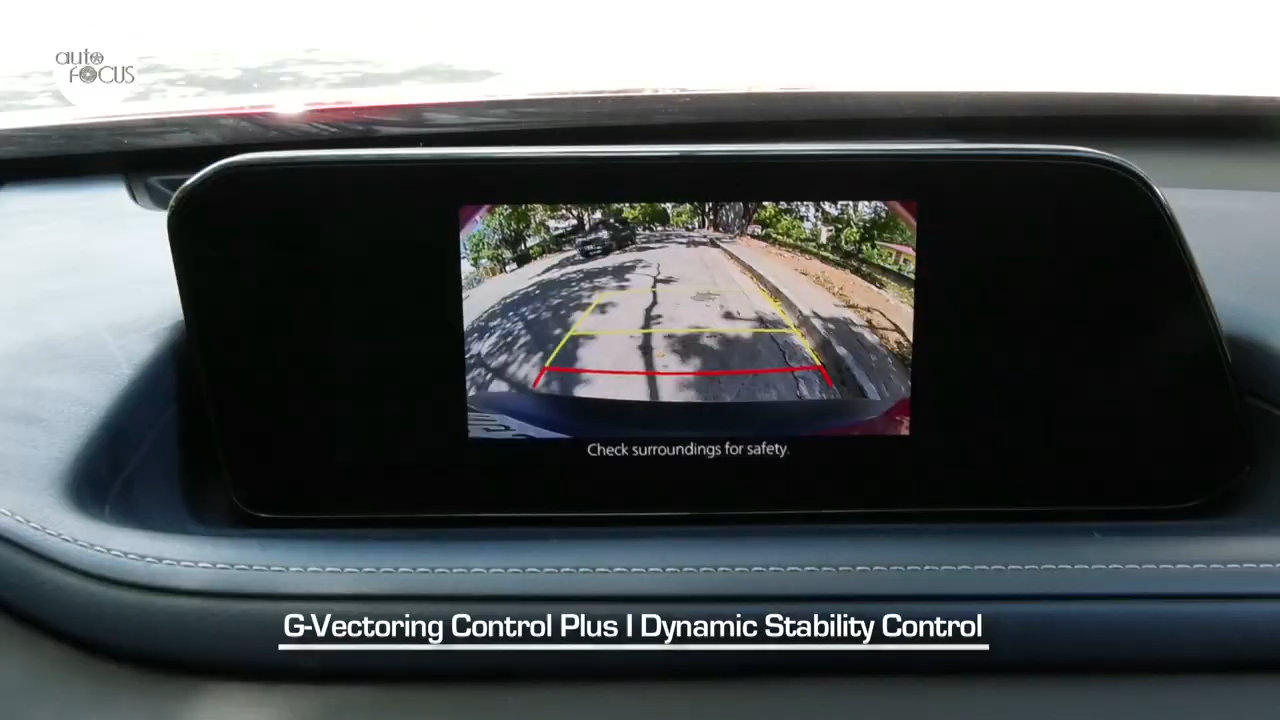 auto
FOCUS
Check surroundings for safety.
G-Vectoring Control Plus | Dynamic Stability Control